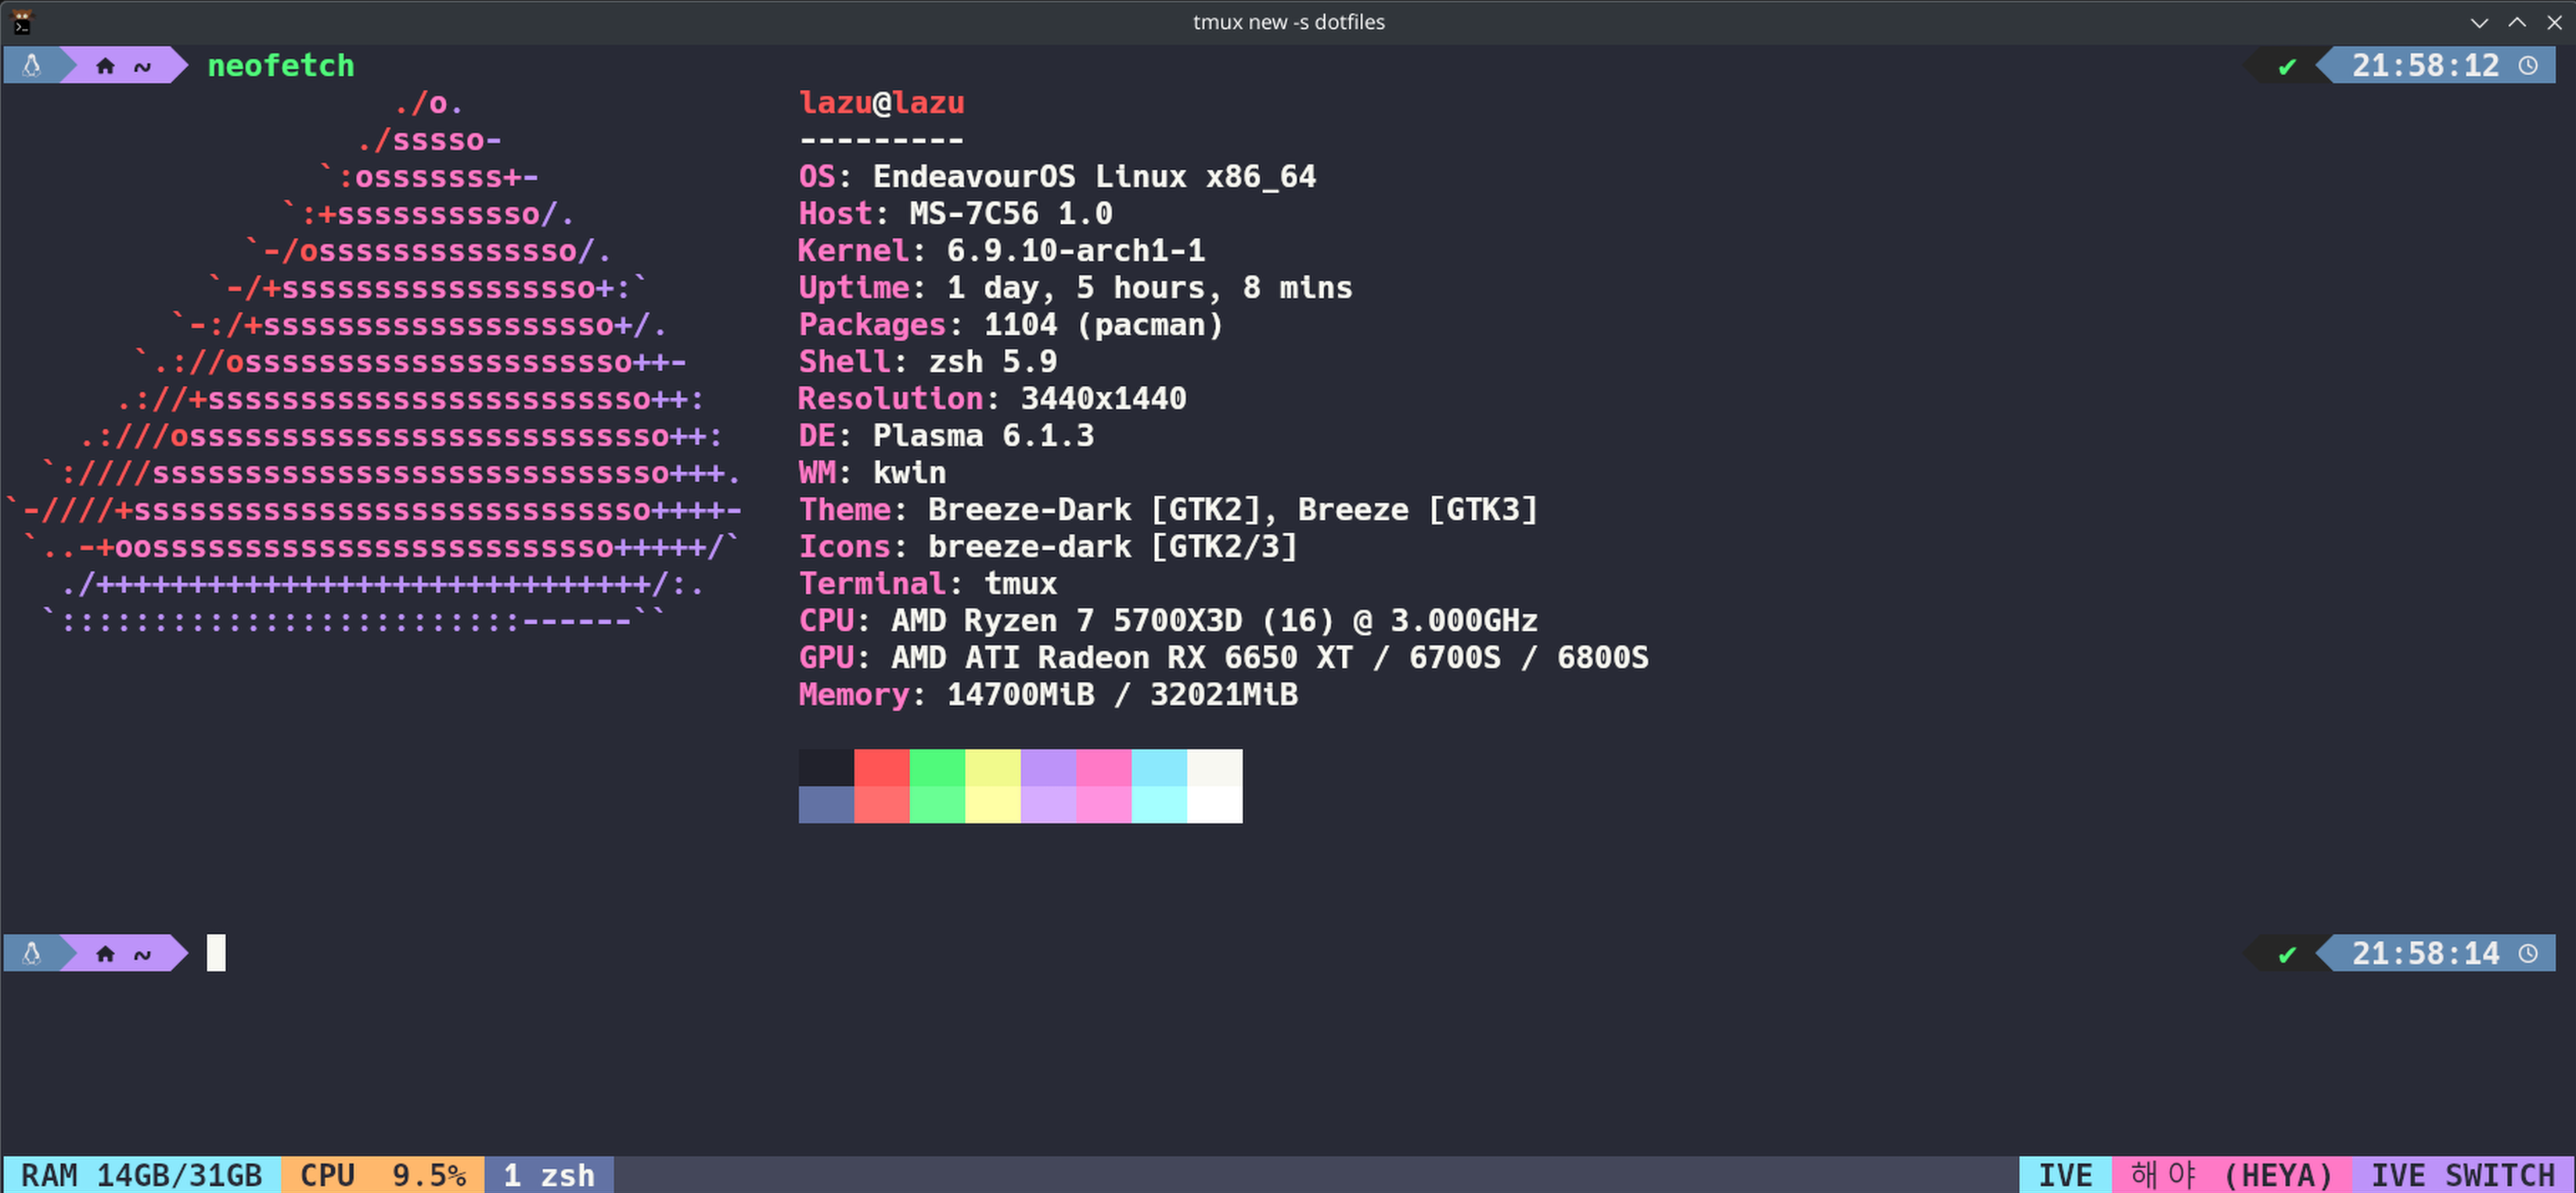 tmux new -s dotfiles
~ neofetch ✔ 21:58:12
./o.
./sssso-
`:osssssss+-
`:+sssssssssso/.
`-/ossssssssssssso/.
`-/+sssssssssssssssso+:`
`-:/+sssssssssssssssssso+/.
`.://osssssssssssssssssssso++-
.://+ssssssssssssssssssssssso++:
.:///ossssssssssssssssssssssssso++:
`:////ssssssssssssssssssssssssssso+++.
`-////+ssssssssssssssssssssssssssso++++-
`..-+oosssssssssssssssssssssssso+++++/`
./++++++++++++++++++++++++++++++/:.
`:::::::::::::::::::::::::------``
lazu@lazu
---------
OS: EndeavourOS Linux x86_64
Host: MS-7C56 1.0
Kernel: 6.9.10-arch1-1
Uptime: 1 day, 5 hours, 8 mins
Packages: 1104 (pacman)
Shell: zsh 5.9
Resolution: 3440x1440
DE: Plasma 6.1.3
WM: kwin
Theme: Breeze-Dark [GTK2], Breeze [GTK3]
Icons: breeze-dark [GTK2/3]
Terminal: tmux
CPU: AMD Ryzen 7 5700X3D (16) @ 3.000GHz
GPU: AMD ATI Radeon RX 6650 XT / 6700S / 6800S
Memory: 14700MiB / 32021MiB
~ ✔ 21:58:14
RAM 14GB/31GB CPU 9.5% 1 zsh IVE 해야 (HEYA) IVE SWITCH